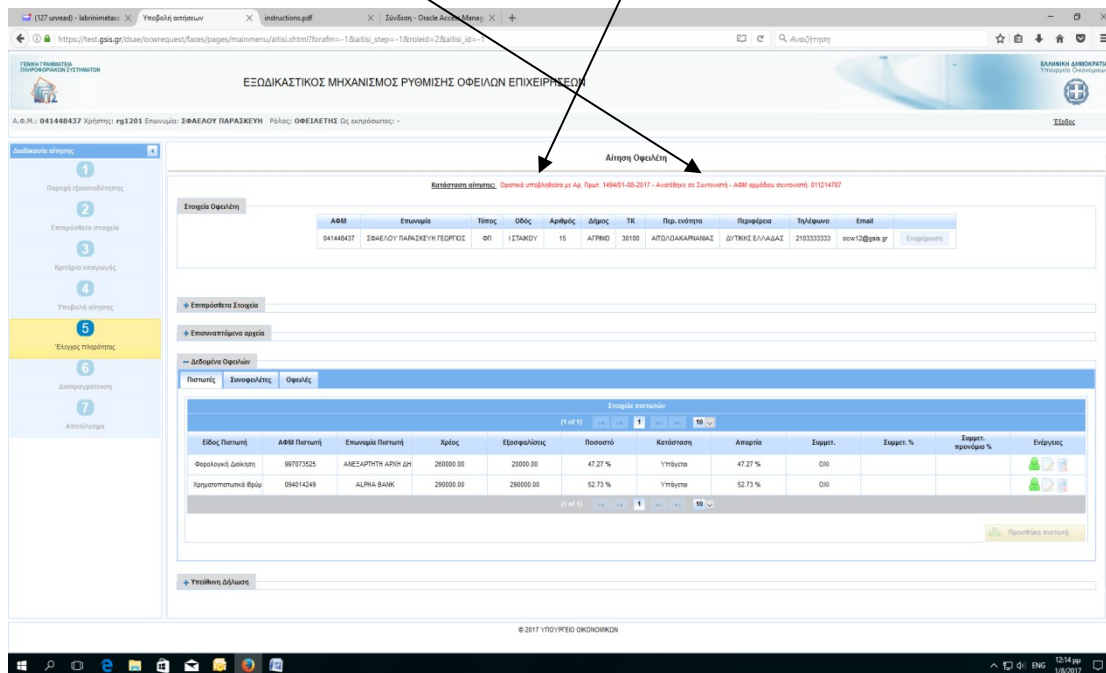 (127 unread) - labrinimetax
Υποβολή αιτήσεων
instructions.pdf
Σύνδεση - Oracle Access Manag
https://test.gsis.gr/dsae/ocwrequest/faces/pages/mainmenu/aitisi.xhtml?forafm=-1&aitisi_step=-1&roleid=2&aitisi_id=-1
Αναζήτηση
ΓΕΝΙΚΗ ΓΡΑΜΜΑΤΕΙΑ
ΠΛΗΡΟΦΟΡΙΑΚΩΝ ΣΥΣΤΗΜΑΤΩΝ
ΕΞΩΔΙΚΑΣΤΙΚΟΣ ΜΗΧΑΝΙΣΜΟΣ ΡΥΘΜΙΣΗΣ ΟΦΕΙΛΩΝ ΕΠΙΧΕΙΡΗΣΕΩΝ
ΕΛΛΗΝΙΚΗ ΔΗΜΟΚΡΑΤΙΑ
Υπουργείο Οικονομικών
Α.Φ.Μ.: 041448437 Χρήστης: rg1201 Επωνυμία: ΣΦΑΕΛΟΥ ΠΑΡΑΣΚΕΥΗ Ρόλος: ΟΦΕΙΛΕΤΗΣ Ως εκπρόσωπος: -
Έξοδος
Διαδικασία αίτησης
1
Παροχή εξουσιοδότησης
2
Επιπρόσθετα στοιχεία
3
Κριτήρια υπαγωγής
4
Υποβολή αίτησης
5
Έλεγχος πληρότητας
6
Διαπραγμάτευση
7
Αποτέλεσμα
Αίτηση Οφειλέτη
Κατάσταση αίτησης: Οριστικά υποβληθείσα με Αρ. Πρωτ. 1494/01-08-2017 - Ανατέθηκε σε Συντονιστή - ΑΦΜ αρμόδιου συντονιστή: 011214787
Στοιχεία Οφειλέτη
ΑΦΜ Επωνυμία Τύπος Οδός Αριθμός Δήμος ΤΚ Περ. ενότητα Περιφέρεια Τηλέφωνο Email
041448437 ΣΦΑΕΛΟΥ ΠΑΡΑΣΚΕΥΗ ΓΕΩΡΓΙΟΣ ΦΠ Ι ΣΤΑΙΚΟΥ 15 ΑΓΡΙΝΙΟ 30100 ΑΙΤΩΛΟΑΚΑΡΝΑΝΙΑΣ ΔΥΤΙΚΗΣ ΕΛΛΑΔΑΣ 2103333333 ocw12@gsis.gr Ενημέρωση
Επιπρόσθετα Στοιχεία
Επισυναπτόμενα αρχεία
Δεδομένα Οφειλών
Πιστωτές Συνοφειλέτες Οφειλές
Στοιχεία πιστωτών
(1 of 1) 1 10
Είδος Πιστωτή ΑΦΜ Πιστωτή Επωνυμία Πιστωτή Χρέος Εξασφαλίσεις Ποσοστό Κατάσταση Απαρτία Συμμετ. Συμμετ. % Συμμετ. προνόμιο % Ενέργειες
Φορολογική Διοίκηση 997073525 ΑΝΕΞΑΡΤΗΤΗ ΑΡΧΗ ΔΗ 260000.00 20000.00 47.27 % Υπάγεται 47.27 % ΟΧΙ
Χρηματοπιστωτικά Ιδρύμ 094014249 ALPHA BANK 290000.00 290000.00 52.73 % Υπάγεται 52.73 % ΟΧΙ
(1 of 1) 1 10
Προσθήκη πιστωτή
Υπεύθυνη Δήλωση
© 2017 ΥΠΟΥΡΓΕΙΟ ΟΙΚΟΝΟΜΙΚΩΝ
ENG
12:14 μμ
1/8/2017